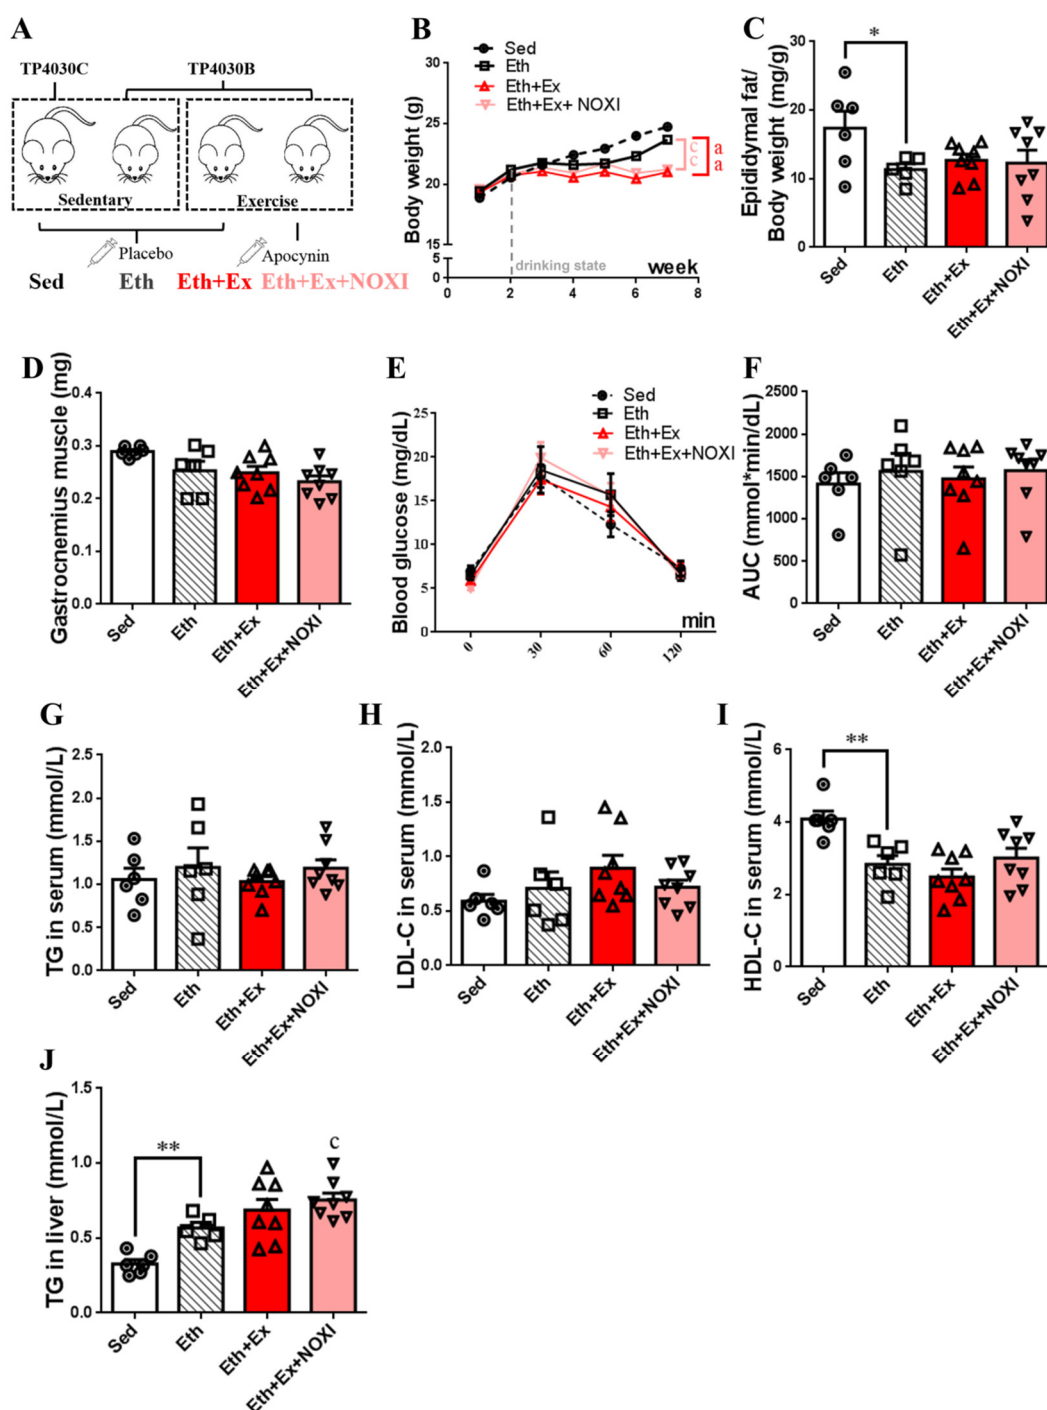 A
TP4030C
TP4030B
Sedentary
Exercise
Placebo
Apocynin
Sed
Eth
Eth+Ex
Eth+Ex+NOXI
B
Sed
Eth
Eth+Ex
Eth+Ex+ NOXI
Body weight (g)
25
20
15
5
0
c
c
a
a
drinking state
week
0
2
4
6
8
C
Epididymal fat/
Body weight (mg/g)
30
20
10
0
*
Sed
Eth
Eth+Ex
Eth+Ex+NOXI
D
Gastrocnemius muscle (mg)
0.4
0.3
0.2
0.1
0.0
Sed
Eth
Eth+Ex
Eth+Ex+NOXI
E
Blood glucose (mg/dL)
25
20
15
10
5
0
Sed
Eth
Eth+Ex
Eth+Ex+NOXI
min
0
30
60
120
F
AUC (mmol*min/dL)
2500
2000
1500
1000
500
0
Sed
Eth
Eth+Ex
Eth+Ex+NOXI
G
TG in serum (mmol/L)
2.5
2.0
1.5
1.0
0.5
0.0
Sed
Eth
Eth+Ex
Eth+Ex+NOXI
H
LDL-C in serum (mmol/L)
2.0
1.5
1.0
0.5
0.0
Sed
Eth
Eth+Ex
Eth+Ex+NOXI
I
HDL-C in serum (mmol/L)
6
4
2
0
**
Sed
Eth
Eth+Ex
Eth+Ex+NOXI
J
TG in liver (mmol/L)
1.5
1.0
0.5
0.0
**
c
Sed
Eth
Eth+Ex
Eth+Ex+NOXI